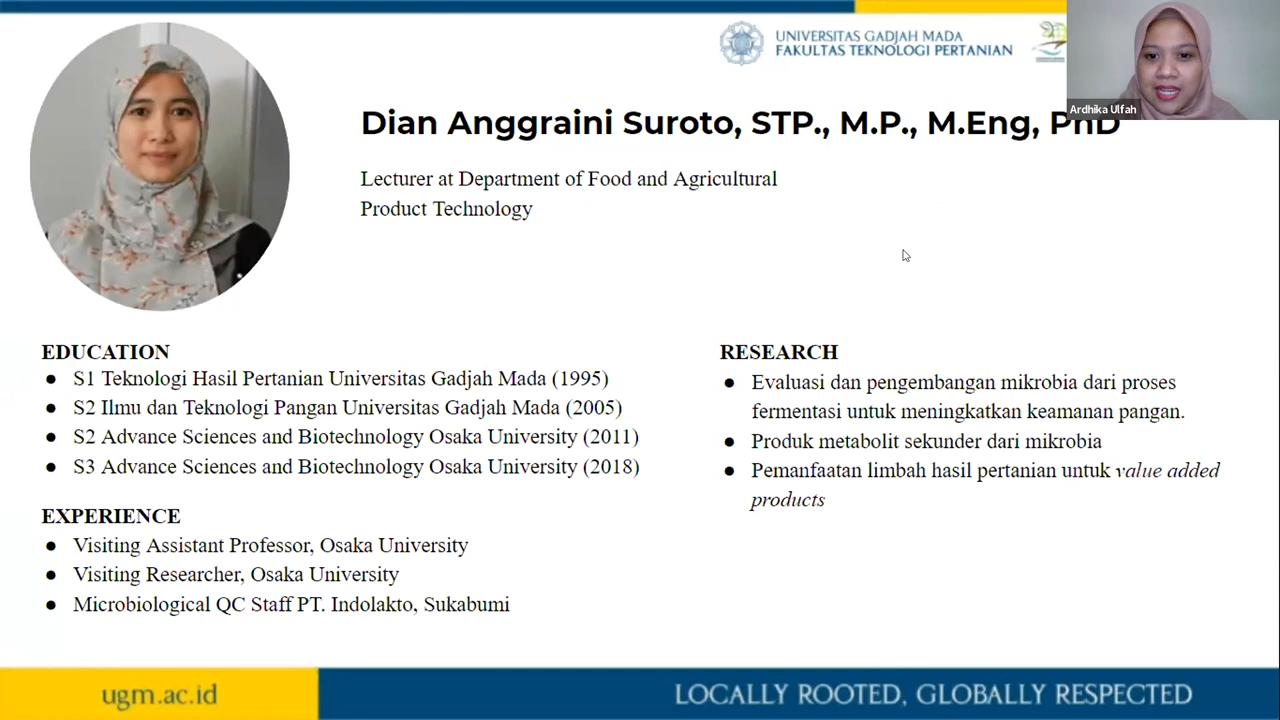 UNIVERSITAS GADJAH MADA
FAKULTAS TEKNOLOGI PERTANIAN
Ardhika Ulfah
Dian Anggraini Suroto, STP., M.P., M.Eng, PhD
Lecturer at Department of Food and Agricultural
Product Technology
EDUCATION
● S1 Teknologi Hasil Pertanian Universitas Gadjah Mada (1995)
● S2 Ilmu dan Teknologi Pangan Universitas Gadjah Mada (2005)
● S2 Advance Sciences and Biotechnology Osaka University (2011)
● S3 Advance Sciences and Biotechnology Osaka University (2018)
EXPERIENCE
● Visiting Assistant Professor, Osaka University
● Visiting Researcher, Osaka University
● Microbiological QC Staff PT. Indolakto, Sukabumi
RESEARCH
● Evaluasi dan pengembangan mikrobia dari proses
fermentasi untuk meningkatkan keamanan pangan.
● Produk metabolit sekunder dari mikrobia
● Pemanfaatan limbah hasil pertanian untuk value added
products
ugm.ac.id
LOCALLY ROOTED, GLOBALLY RESPECTED